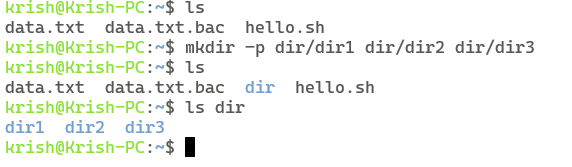 krish@Krish-PC:~$ ls
data.txt  data.txt.bac  hello.sh
krish@Krish-PC:~$ mkdir -p dir/dir1 dir/dir2 dir/dir3
krish@Krish-PC:~$ ls
data.txt  data.txt.bac  dir  hello.sh
krish@Krish-PC:~$ ls dir
dir1  dir2  dir3
krish@Krish-PC:~$